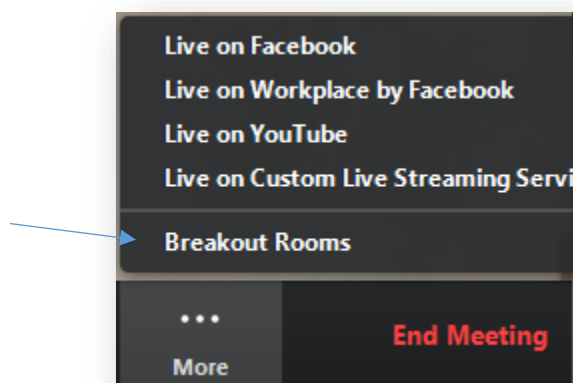 Live on Facebook
Live on Workplace by Facebook
Live on YouTube
Live on Custom Live Streaming Servi
Breakout Rooms
End Meeting
More